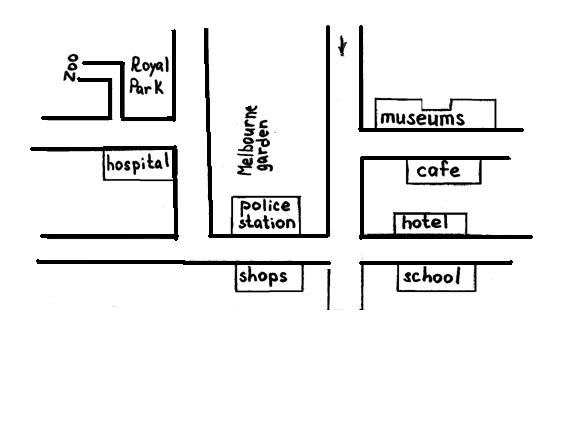 ZOO
Royal
Park
Melbourne
garden
museums
hospital
cafe
police
station
hotel
shops
school